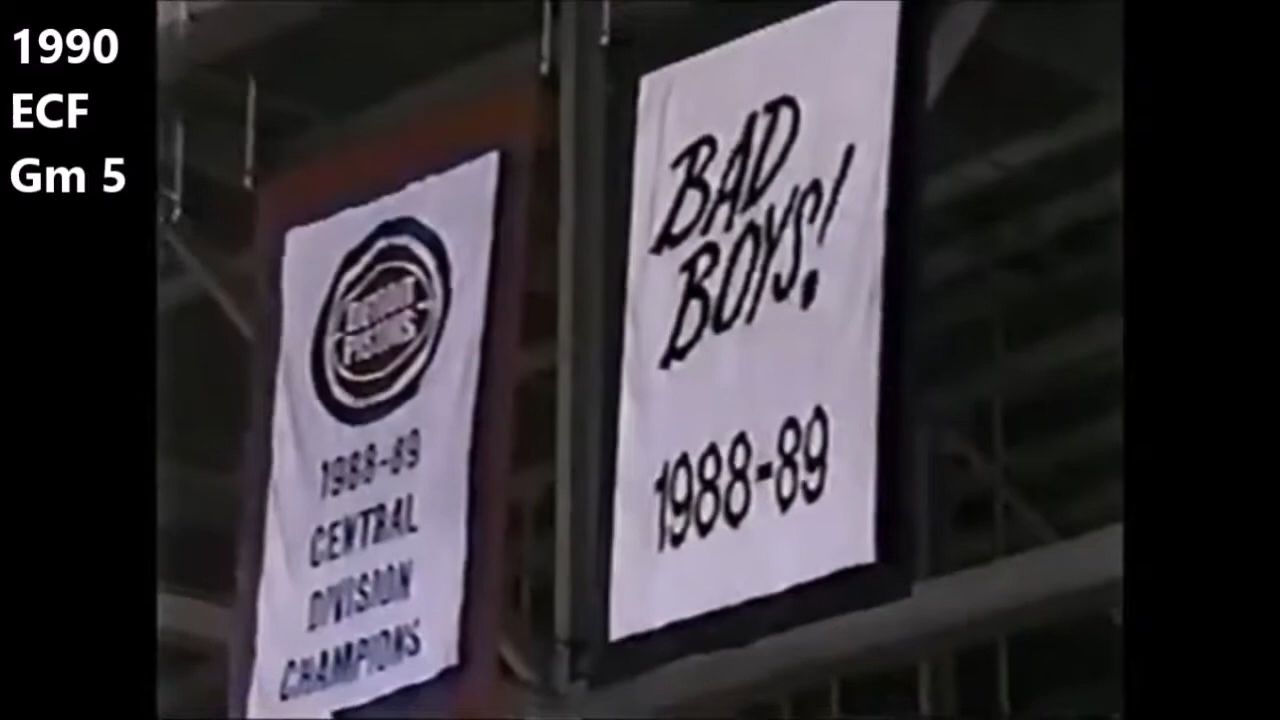 1990
ECF
Gm 5
DETROIT
PISTONS
1988-89
CENTRAL
DIVISION
CHAMPIONS
BAD
BOYS!
1988-89